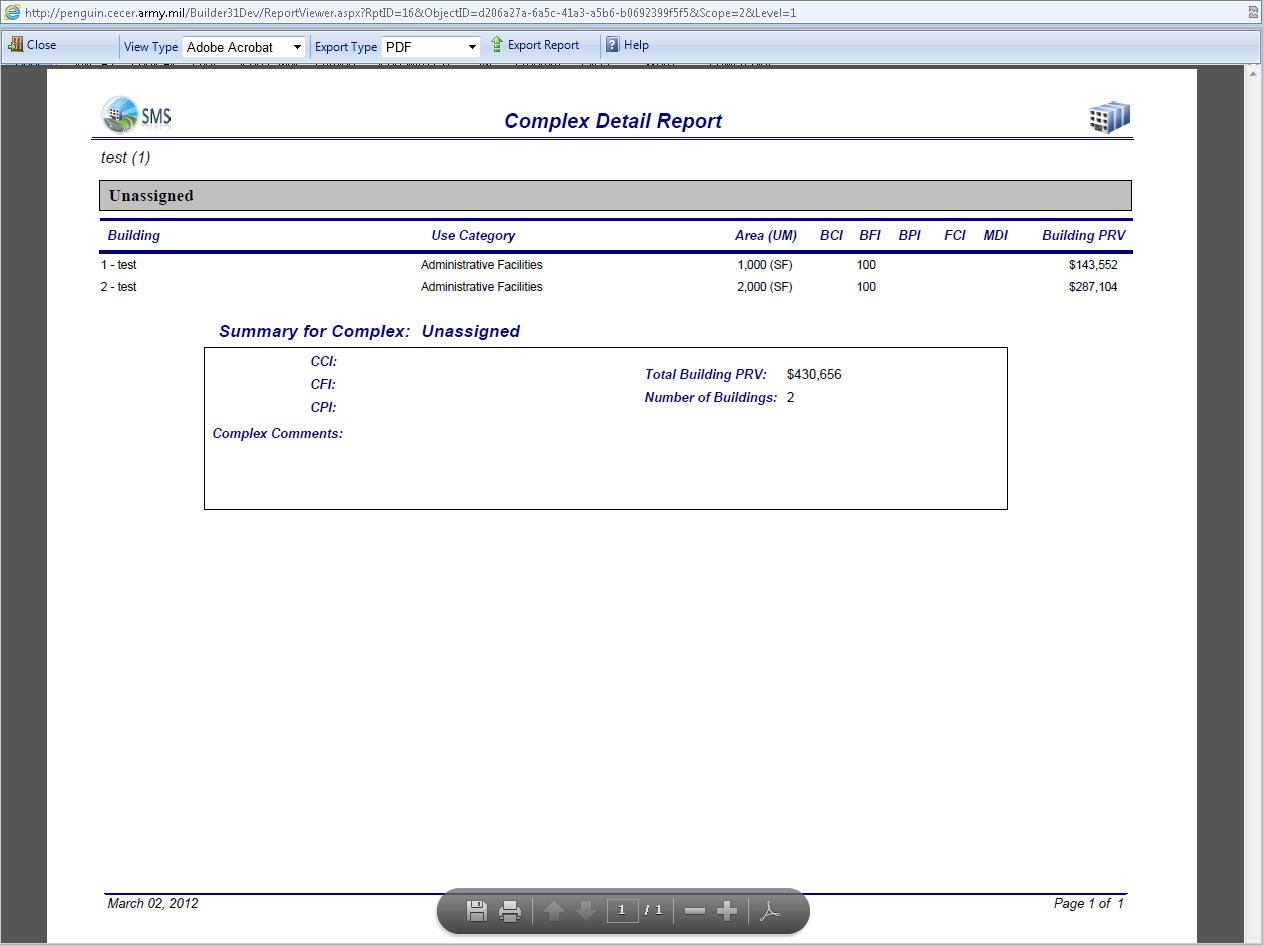 http://penguin.cecer.army.mil/Builder31Dev/ReportViewer.aspx?RptID=16&ObjectID=d206a27a-6a5c-41a3-a5b6-b0692399f5f5&Scope=2&Level=1
Close View Type Adobe Acrobat Export Type PDF Export Report Help
SMS
Complex Detail Report
test (1)
Unassigned
Building Use Category Area (UM) BCI BFI BPI FCI MDI Building PRV
1 - test Administrative Facilities 1,000 (SF) 100 $143,552
2 - test Administrative Facilities 2,000 (SF) 100 $287,104
Summary for Complex: Unassigned
CCI:
Total Building PRV: $430,656
CFI:
Number of Buildings: 2
CPI:
Complex Comments:
March 02, 2012
1 / 1
Page 1 of 1